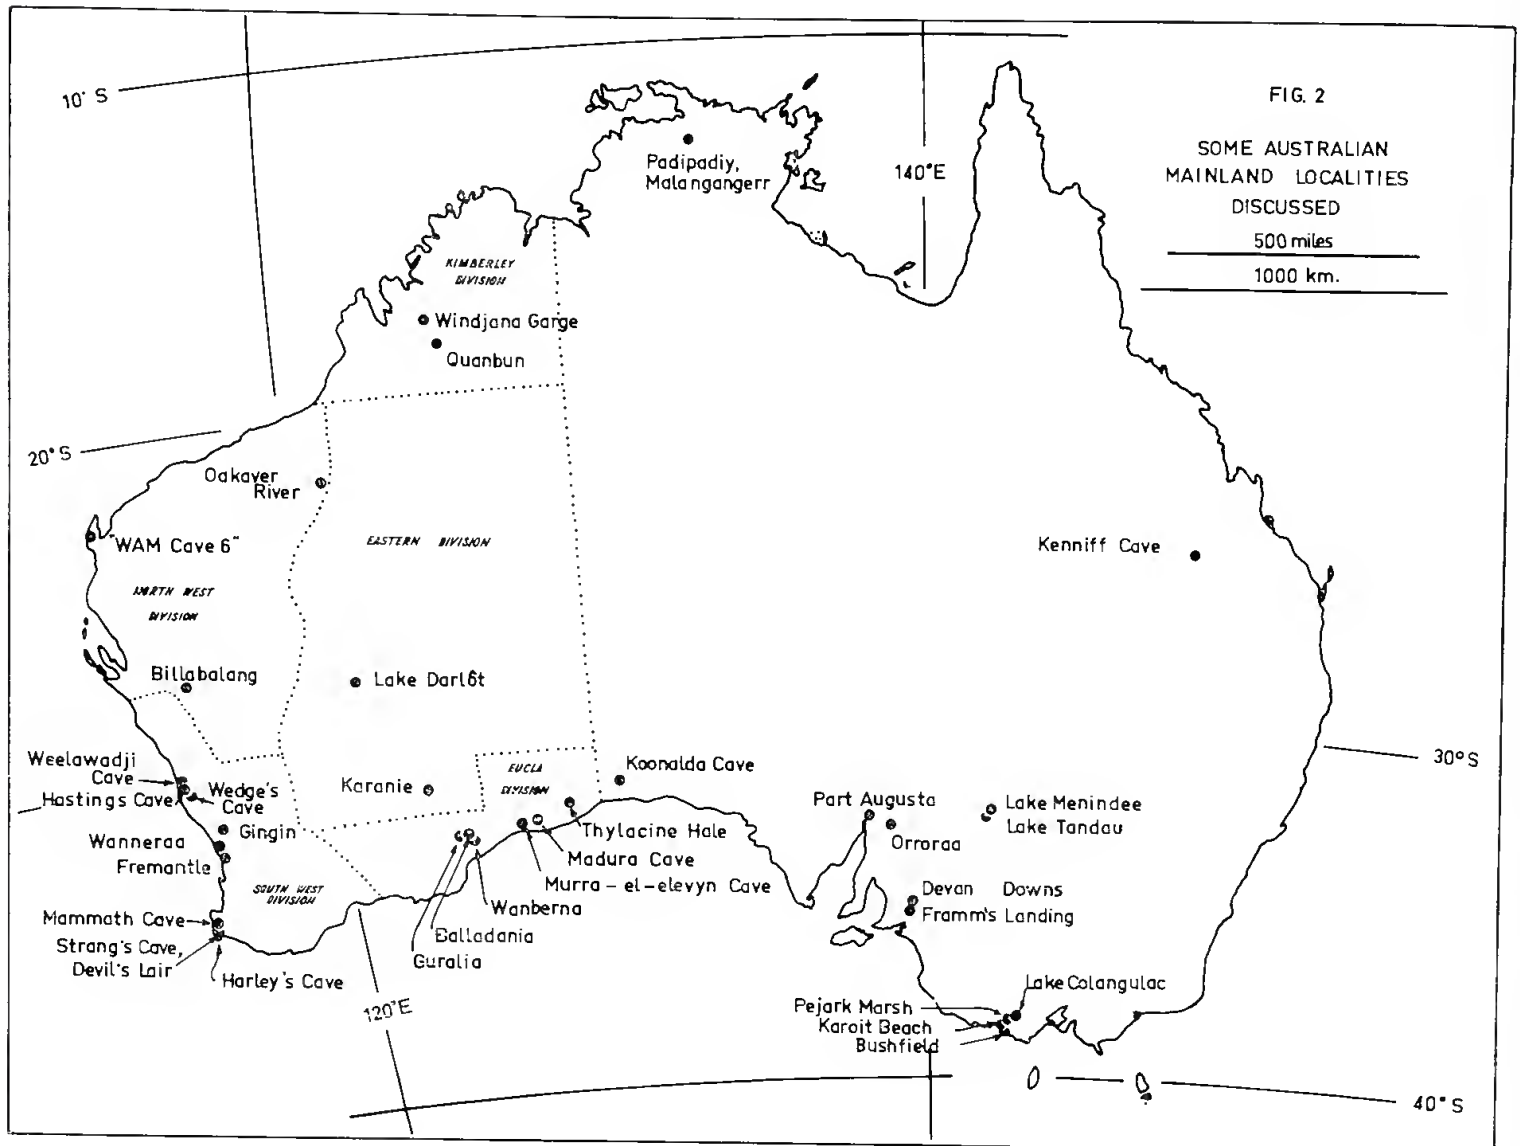 10° S
FIG. 2
SOME AUSTRALIAN
MAINLAND LOCALITIES
DISCUSSED
500 miles
1000 km.
140°E
Padipadiy,
Malangangerr
KIMBERLEY
DIVISION
Windjana Garge
Quanbun
20° S
Oakaver
River
"WAM Cave 6"
EASTERN DIVISION
Kenniff Cave
NORTH WEST
DIVISION
Billabalang
Lake Darl6t
30°S
Weelawadji
Cave
Hastings Cave
Wedge's
Cave
Karanie
EUCLA
DIVISION
Koonalda Cave
Part Augusta
Orroraa
Lake Menindee
Lake Tandau
Gingin
Wanneraa
Fremantle
Thylacine Hale
Madura Cave
Murra-el-elevyn Cave
Wanberna
Balladania
Guralia
SOUTH WEST
DIVISION
Devan Downs
Framm's Landing
Mammath Cave
Strang's Cave,
Devil's Lair
Harley's Cave
120°E
Lake Colangulac
Pejark Marsh
Karoit Beach
Bushfield
40° S